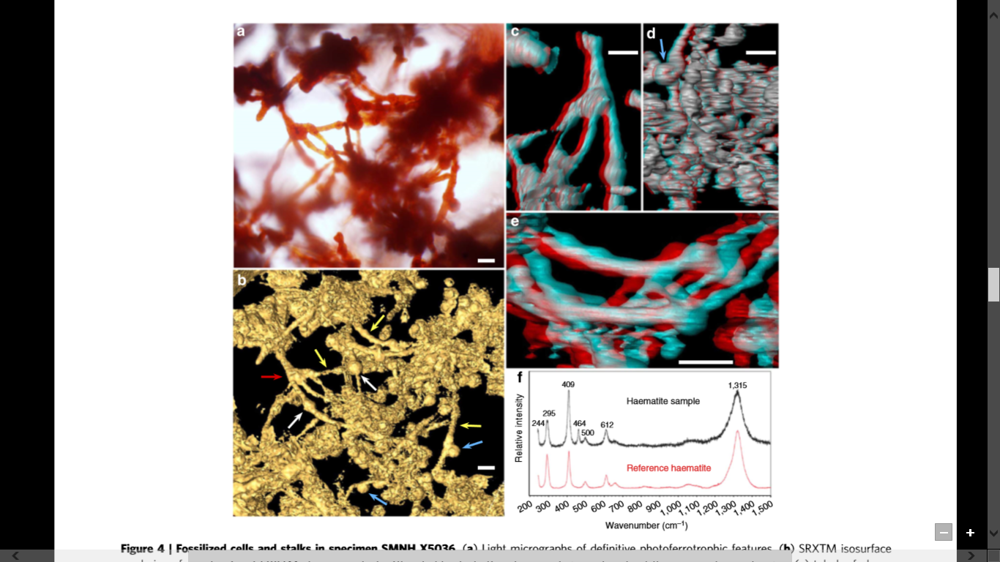 a
c
d
e
b
f
409
1,315
Haematite sample
295
244
464
612
500
Relative intensity
Reference haematite
200 300 400 500 600 700 800 900 1,000 1,100 1,200 1,300 1,400 1,500
Wavenumber (cm⁻¹)
Figure 4 | Fossilized cells and stalks in specimen SMNH X5036. (a) Light micrographs of definitive photoferrotrophic features. (b) SRXTM isosurface